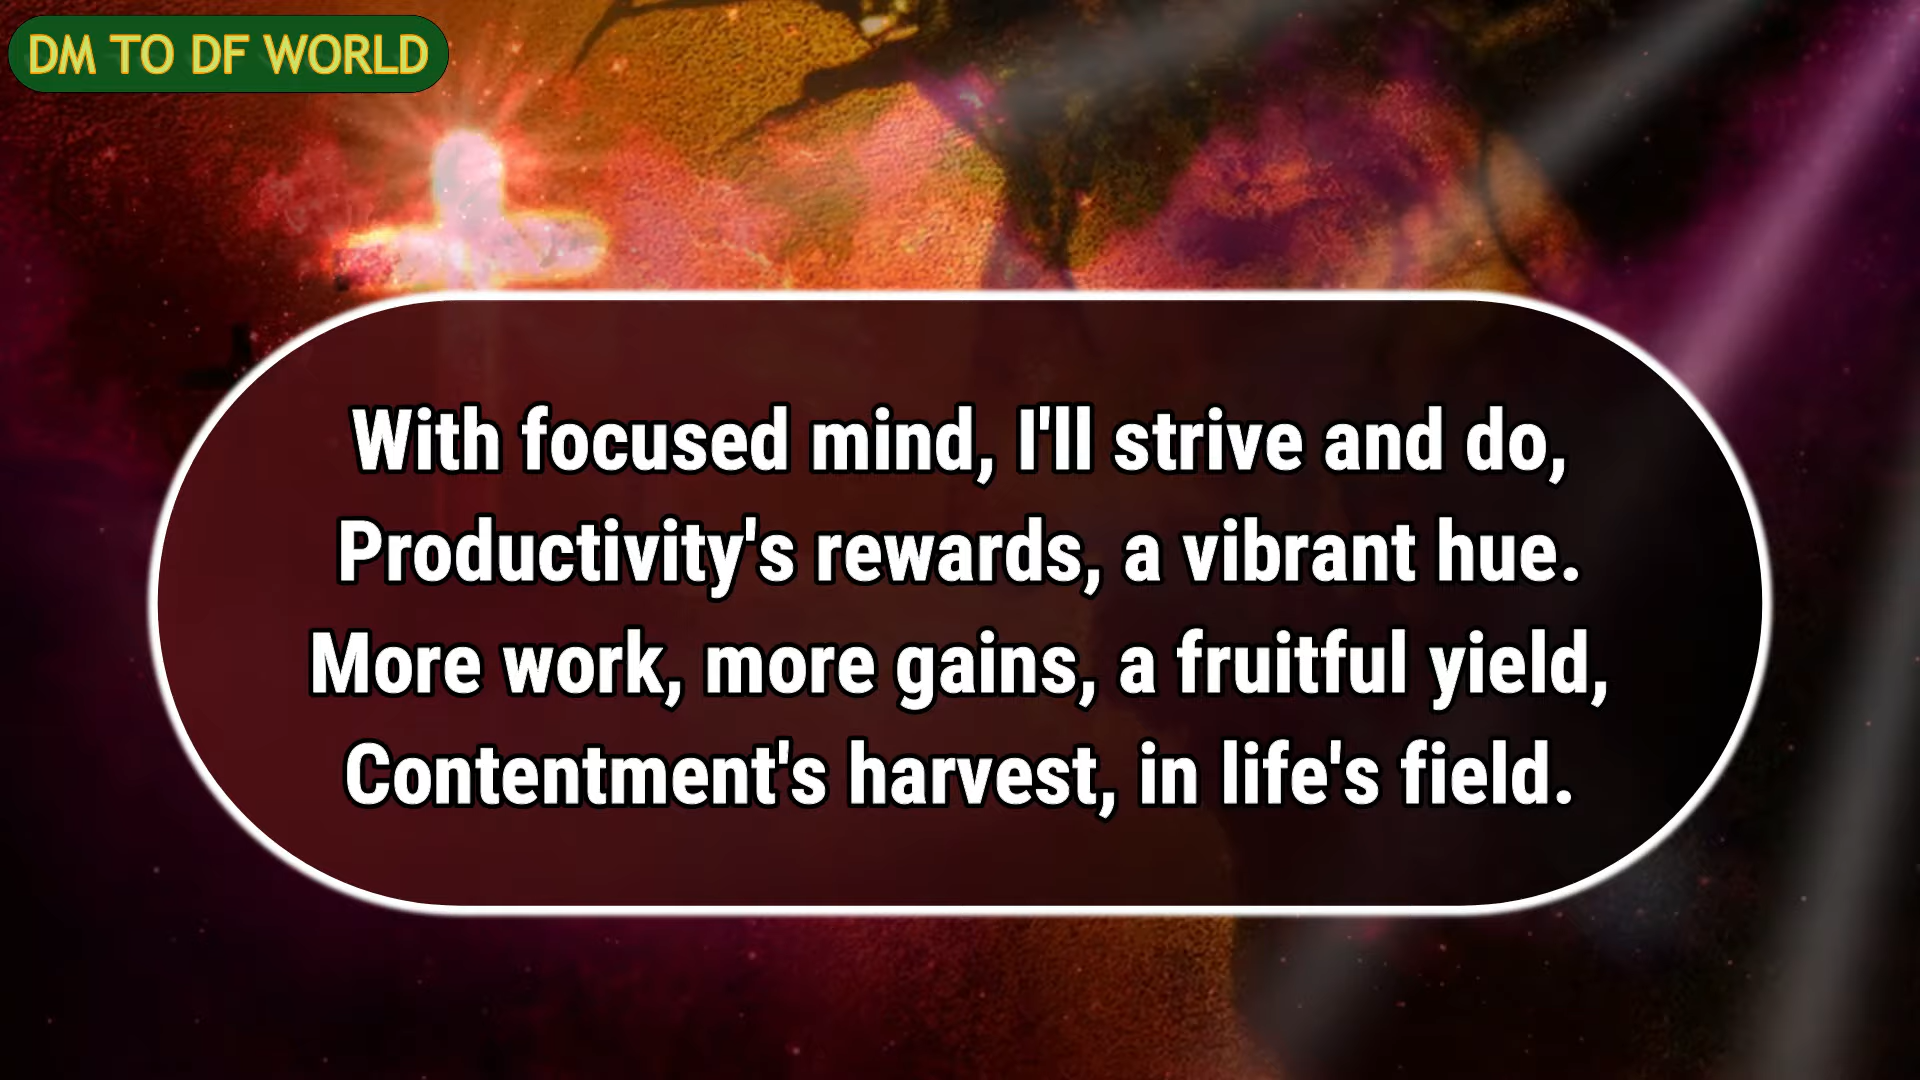 DM TO DF WORLD
With focused mind, I'll strive and do,
Productivity's rewards, a vibrant hue.
More work, more gains, a fruitful yield,
Contentment's harvest, in life's field.